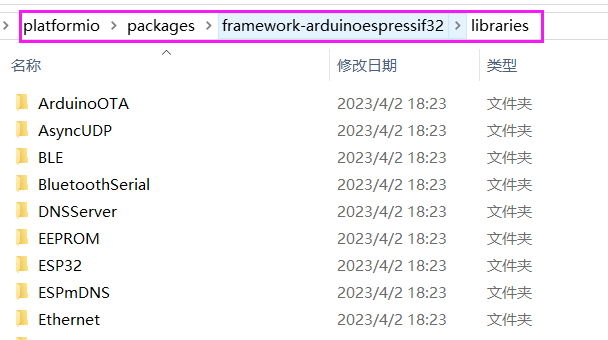 platformio > packages > framework-arduinoespressif32 > libraries
名称 修改日期 类型
ArduinoOTA 2023/4/2 18:23 文件夹
AsyncUDP 2023/4/2 18:23 文件夹
BLE 2023/4/2 18:23 文件夹
BluetoothSerial 2023/4/2 18:23 文件夹
DNSServer 2023/4/2 18:23 文件夹
EEPROM 2023/4/2 18:23 文件夹
ESP32 2023/4/2 18:23 文件夹
ESPmDNS 2023/4/2 18:23 文件夹
Ethernet 2023/4/2 18:23 文件夹